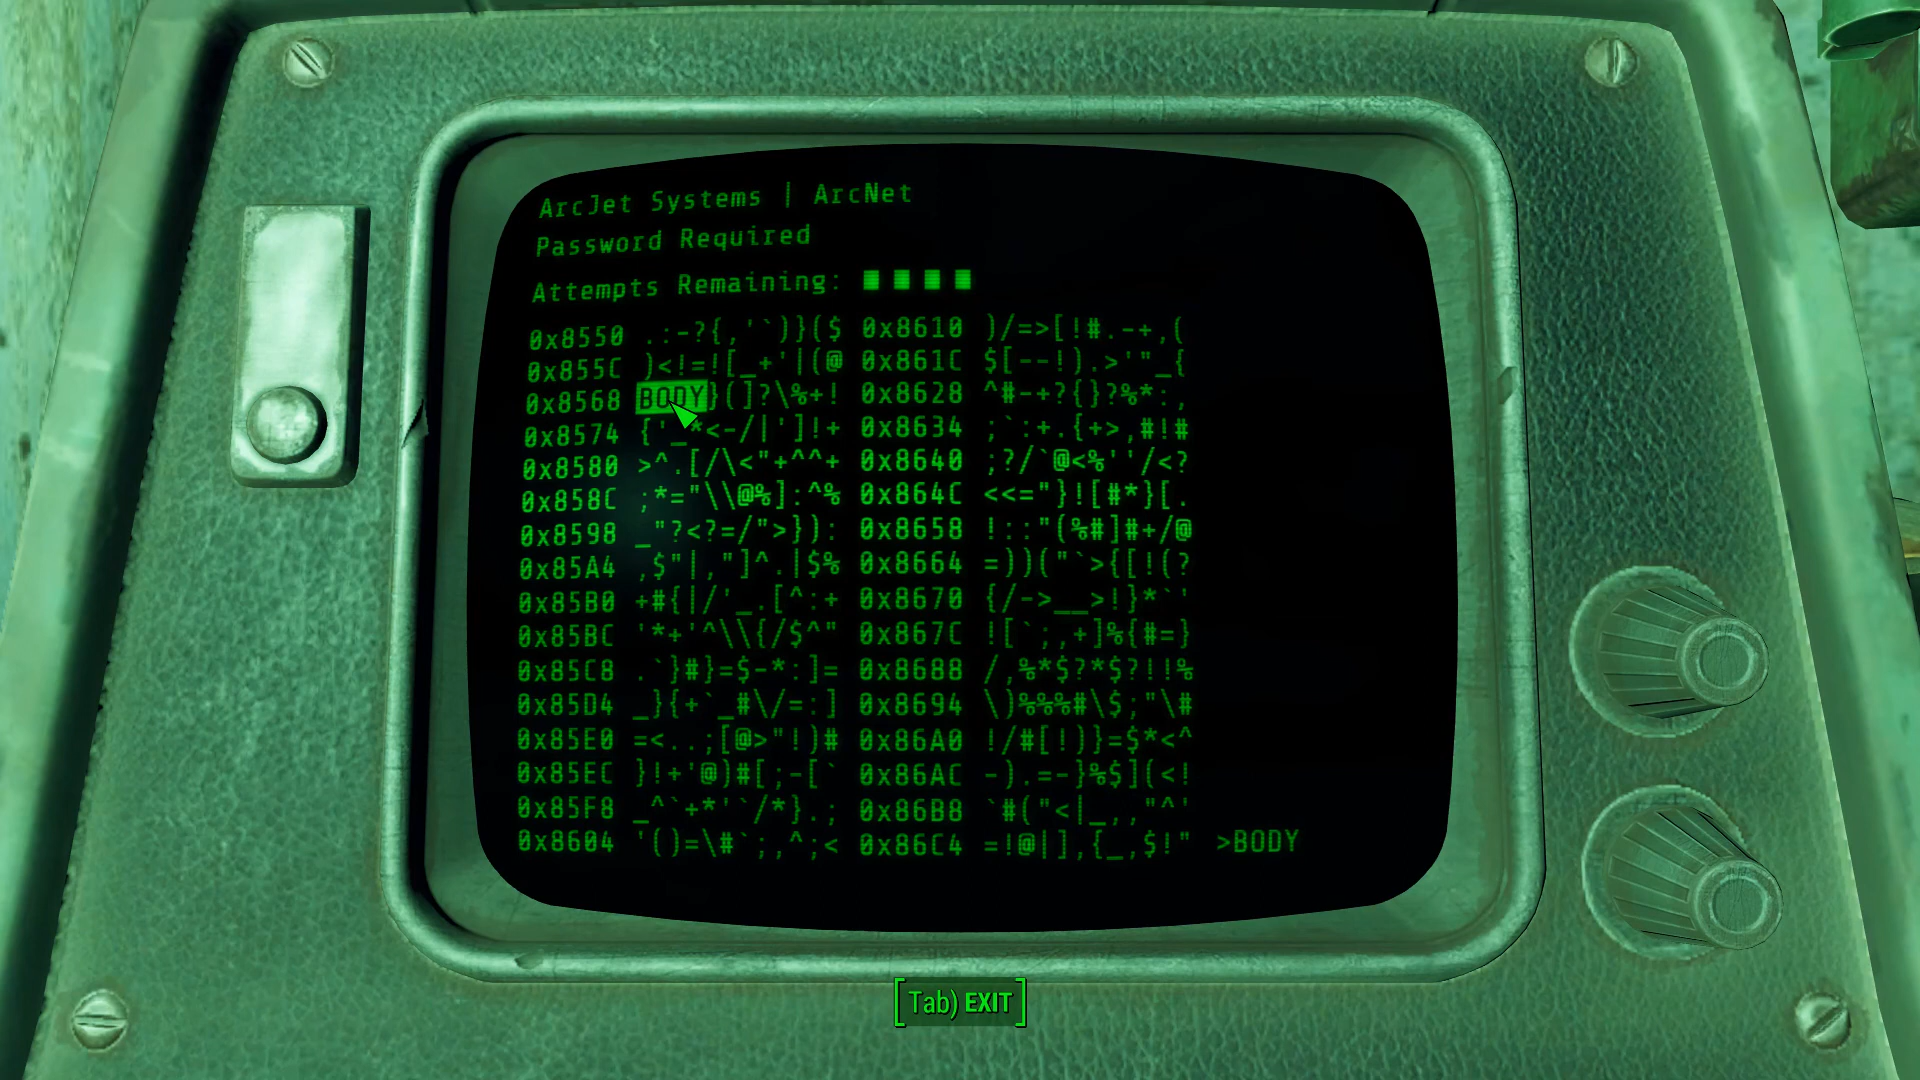 ArcJet Systems | ArcNet
Password Required
Attempts Remaining:
0x8550 .:-?{,'`)}($ 0x8610 )/=>[!#.-+,(
0x855C )<!=![_+'|(@ 0x861C $[--!).>'"_{
0x8568 BODY}(]?\%+! 0x8628 ^#-+?{}?%*:,
0x8574 {'_*<-/|']!+ 0x8634 ;`:+.{+>,#!#
0x8580 >^.[/\<"+^^+ 0x8640 ;?/`@<%''/<?
0x858C ;*="\\@%]:^% 0x864C <<="}![#*}[.
0x8598 _"?<?=/">}): 0x8658 !::"(%#]#+/@
0x85A4 ,$"|,"]^.|$% 0x8664 =))("`>{[!(?
0x85B0 +#{|/'_.[^:+ 0x8670 {/->__>!}*`'
0x85BC '*+'^\\{/$^" 0x867C ![`;,+]%{#=}
0x85C8 .`}#}=$-*:]= 0x8688 /,%*$?*$?!!%
0x85D4 _}{+`_#\/=:] 0x8694 \)%%%#\$;"\#
0x85E0 =<..;[@>"!)# 0x86A0 !/#[!)}=$*<^
0x85EC }!+'@)#[;-[` 0x86AC -).=-}%$](<!
0x85F8 _^`+*'`/*}.; 0x86B8 `#("<|_,,"^'
0x8604 '()=\#`;,^;< 0x86C4 =!@|],{_,$!" >BODY
[Tab) EXIT]